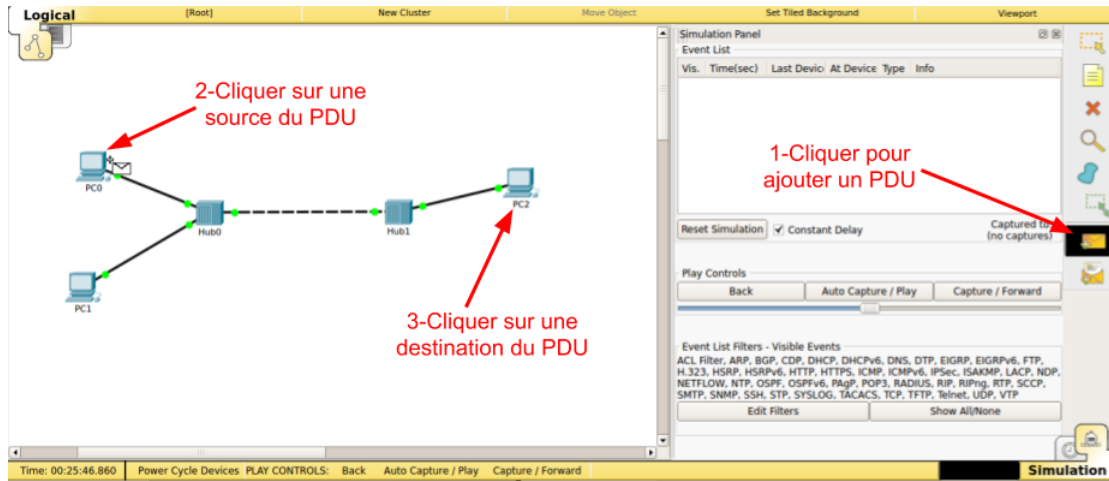 Logical
[Root]
New Cluster
Move Object
Set Tiled Background
Viewport
Simulation Panel
Event List
Vis. Time(sec) Last Devic At Device Type Info
2-Cliquer sur une
source du PDU
1-Cliquer pour
ajouter un PDU
PC0
PC2
Hub0
Hub1
PC1
3-Cliquer sur une
destination du PDU
Reset Simulation Constant Delay
Captured to:
(no captures)
Play Controls
Back Auto Capture / Play Capture / Forward
Event List Filters - Visible Events
ACL Filter, ARP, BGP, CDP, DHCP, DHCPv6, DNS, DTP, EIGRP, EIGRPv6, FTP,
H.323, HSRP, HSRPv6, HTTP, HTTPS, ICMP, ICMPv6, IPSec, ISAKMP, LACP, NDP,
NETFLOW, NTP, OSPF, OSPFv6, PAgP, POP3, RADIUS, RIP, RIPng, RTP, SCCP,
SMTP, SNMP, SSH, STP, SYSLOG, TACACS, TCP, TFTP, Telnet, UDP, VTP
Edit Filters Show All/None
Time: 00:25:46.860 Power Cycle Devices PLAY CONTROLS: Back Auto Capture / Play Capture / Forward
Simulation